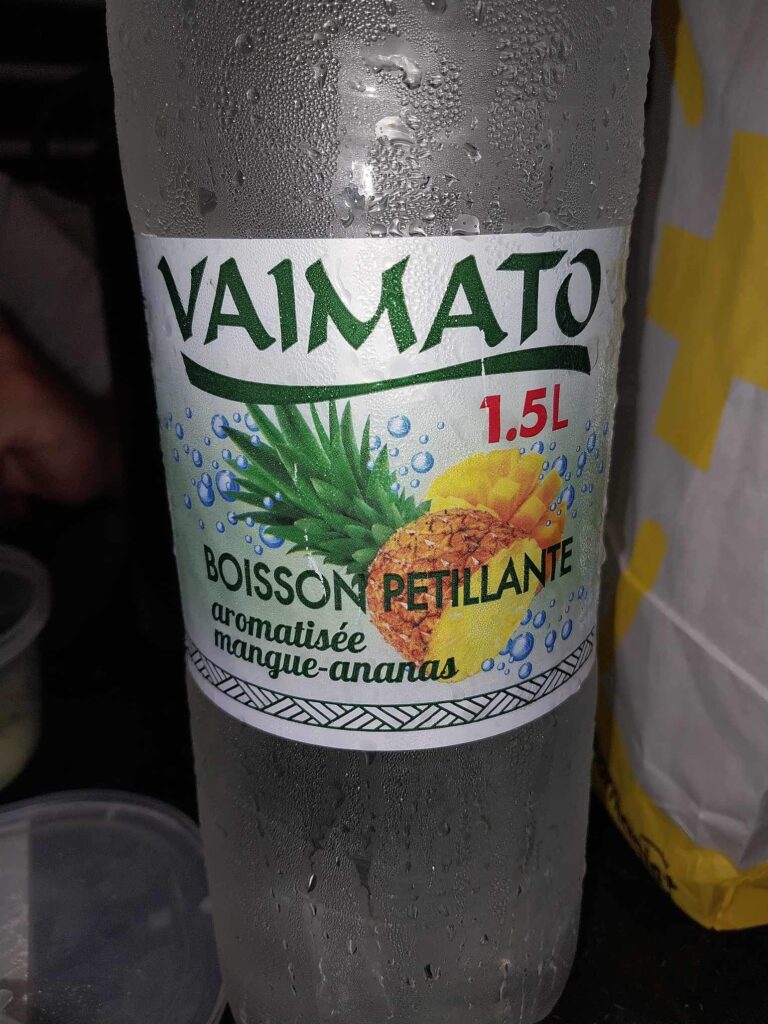 VAIMATO
1.5L
BOISSON PETILLANTE
aromatisée
mangue-ananas